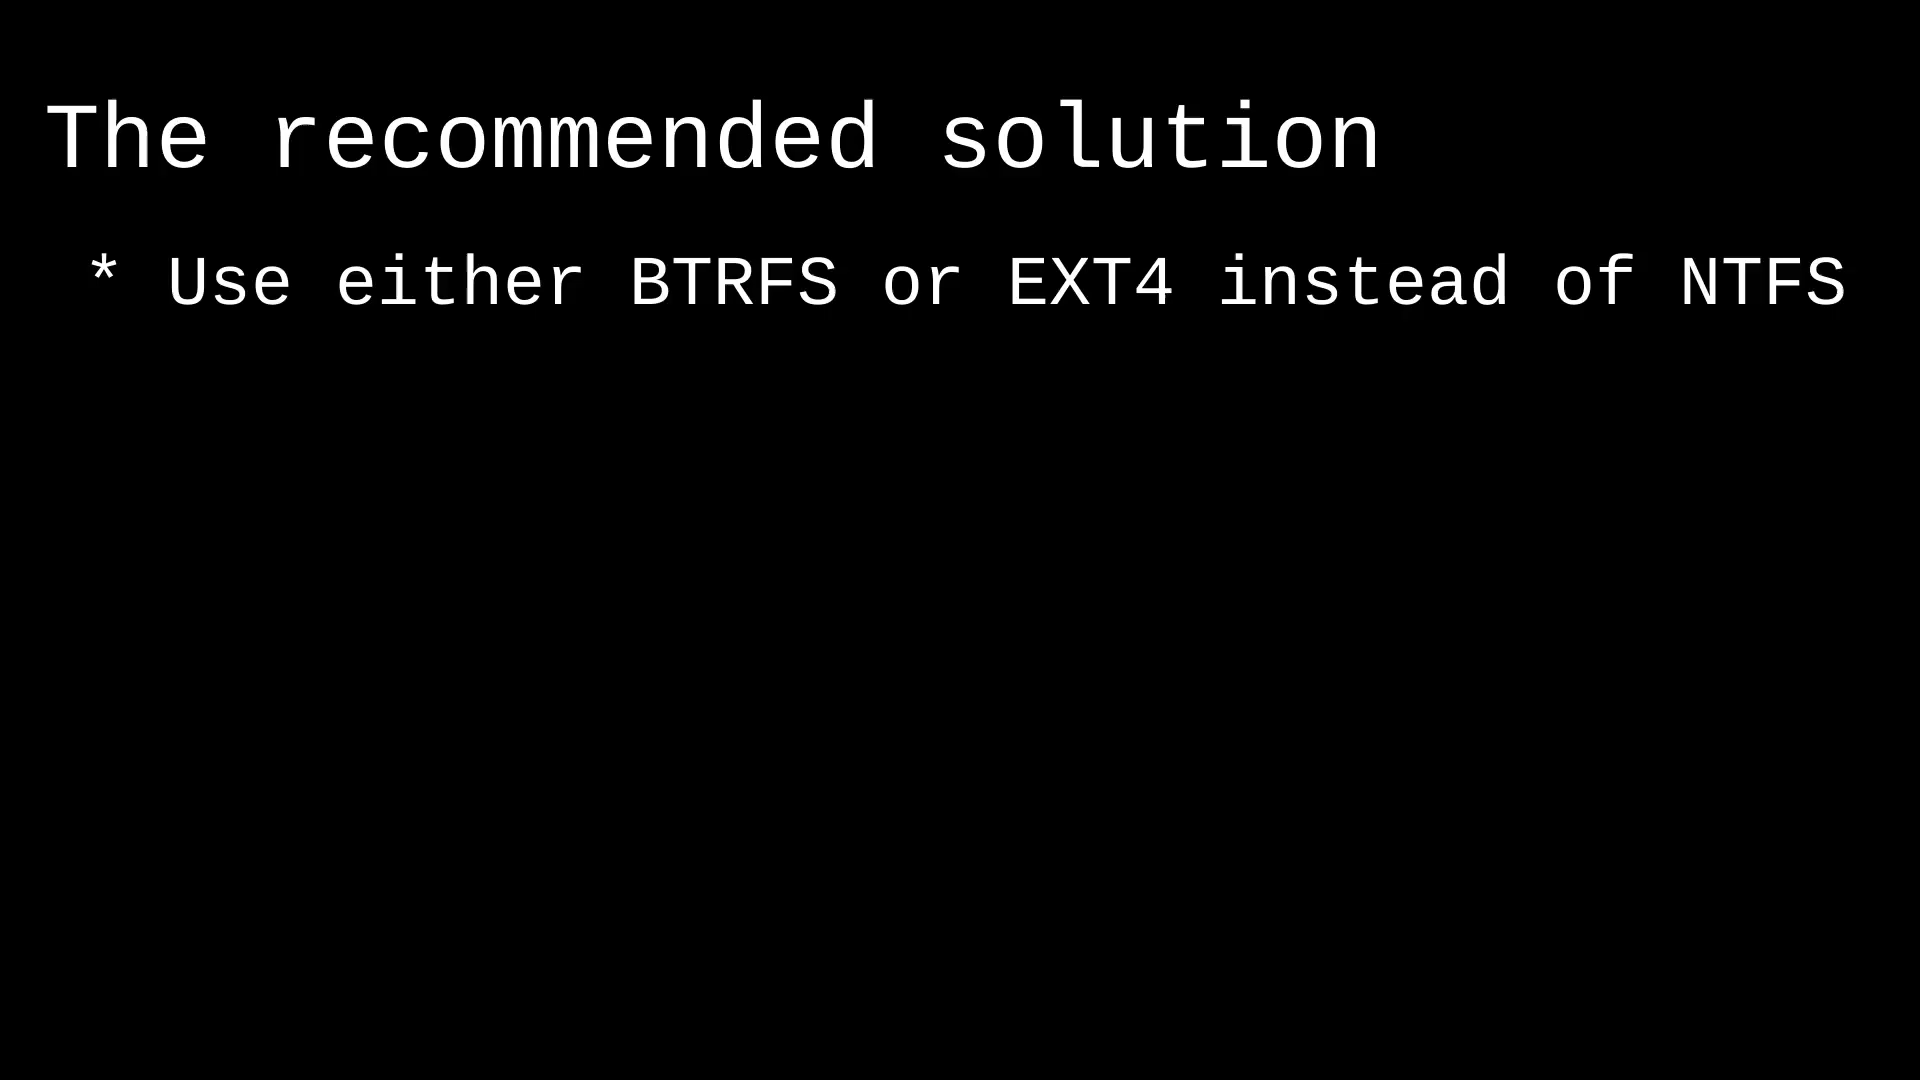 The recommended solution
* Use either BTRFS or EXT4 instead of NTFS